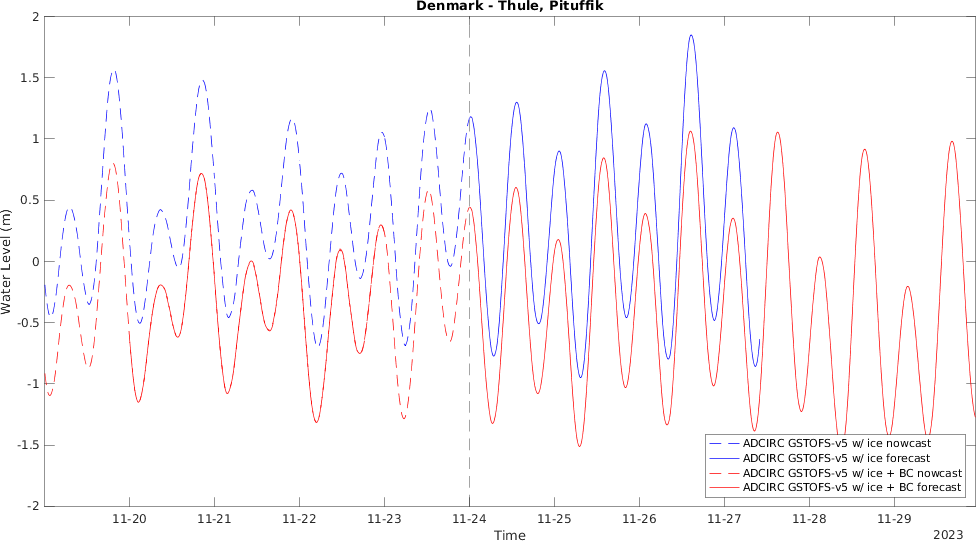 Denmark - Thule, Pituffik
2
1.5
1
0.5
0
-0.5
-1
-1.5
-2
Water Level (m)
ADCIRC GSTOFS-v5 w/ ice nowcast
ADCIRC GSTOFS-v5 w/ ice forecast
ADCIRC GSTOFS-v5 w/ ice + BC nowcast
ADCIRC GSTOFS-v5 w/ ice + BC forecast
11-20 11-21 11-22 11-23 11-24 11-25 11-26 11-27 11-28 11-29
Time
2023